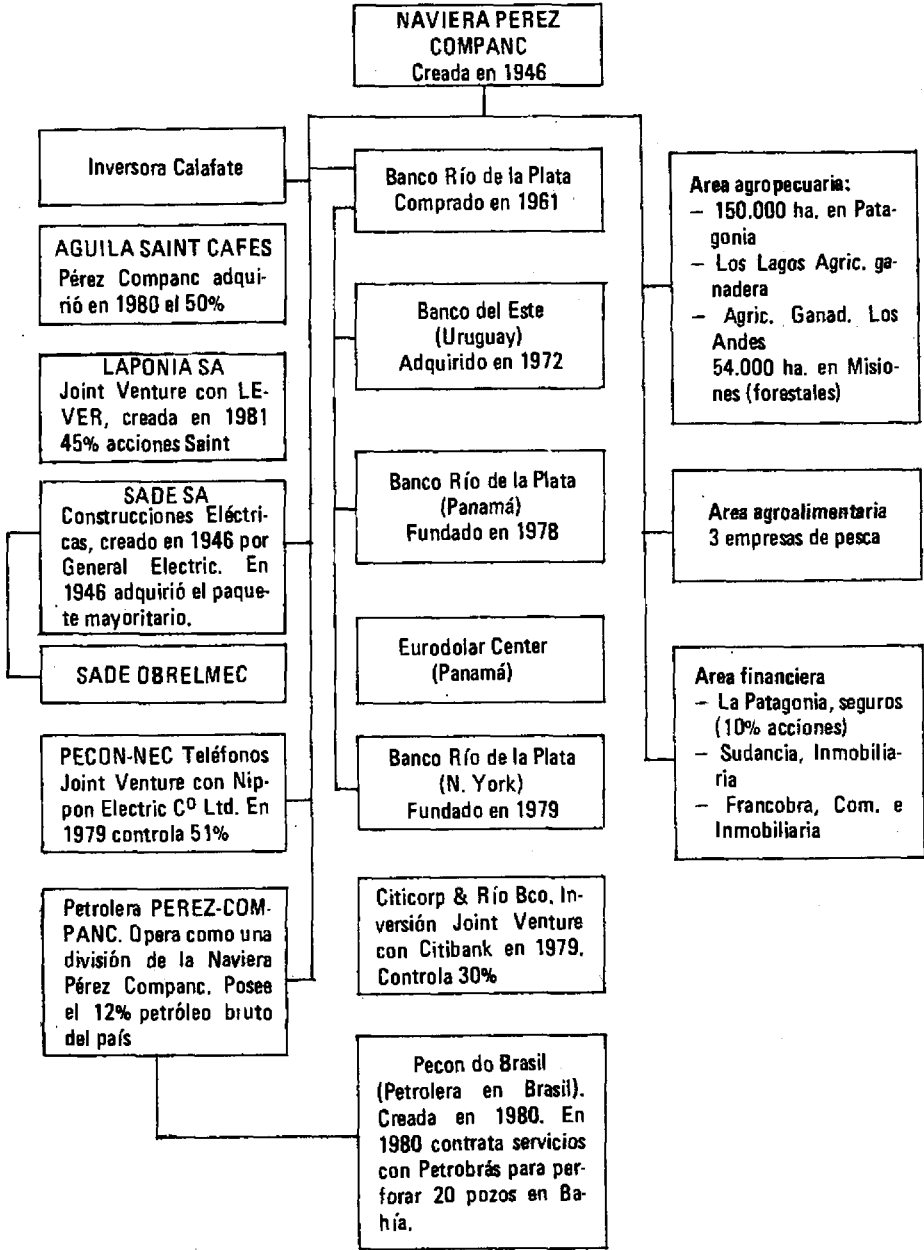 NAVIERA PEREZ
COMPANC
Creada en 1946
Inversora Calafate
AGUILA SAINT CAFES
Pérez Companc adqui-
rió en 1980 el 50%
LAPONIA SA
Joint Venture con LE-
VER, creada en 1981
45% acciones Saint
SADE SA
Construcciones Eléctri-
cas, creado en 1946 por
General Electric. En
1946 adquirió el paque-
te mayoritario.
SADE OBRELMEC
PECON-NEC Teléfonos
Joint Venture con Nip-
pon Electric Cº Ltd. En
1979 controla 51%
Petrolera PEREZ-COM-
PANC. Opera como una
división de la Naviera
Pérez Companc. Posee
el 12% petróleo bruto
del país
Banco Río de la Plata
Comprado en 1961
Banco del Este
(Uruguay)
Adquirido en 1972
Banco Río de la Plata
(Panamá)
Fundado en 1978
Eurodolar Center
(Panamá)
Banco Río de la Plata
(N. York)
Fundado en 1979
Citicorp & Río Bco. In-
versión Joint Venture
con Citibank en 1979.
Controla 30%
Pecon do Brasil
(Petrolera en Brasil).
Creada en 1980. En
1980 contrata servicios
con Petrobrás para per-
forar 20 pozos en Ba-
hía.
Area agropecuaria:
— 150.000 ha. en Pata-
gonia
— Los Lagos Agric. ga-
nadera
— Agric. Ganad. Los
Andes
54.000 ha. en Misio-
nes (forestales)
Area agroalimentaria
3 empresas de pesca
Area financiera
— La Patagonia, seguros
(10% acciones)
— Sudancia, Inmobilia-
ria
— Francobra, Com. e
Inmobiliaria